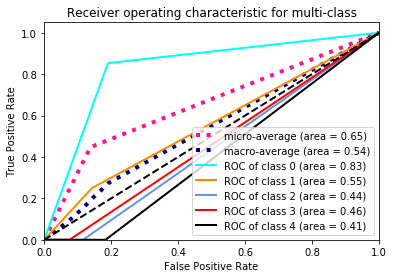 Receiver operating characteristic for multi-class
True Positive Rate
1.0
0.8
0.6
0.4
0.2
0.0
micro-average (area = 0.65)
macro-average (area = 0.54)
ROC of class 0 (area = 0.83)
ROC of class 1 (area = 0.55)
ROC of class 2 (area = 0.44)
ROC of class 3 (area = 0.46)
ROC of class 4 (area = 0.41)
0.0 0.2 0.4 0.6 0.8 1.0
False Positive Rate